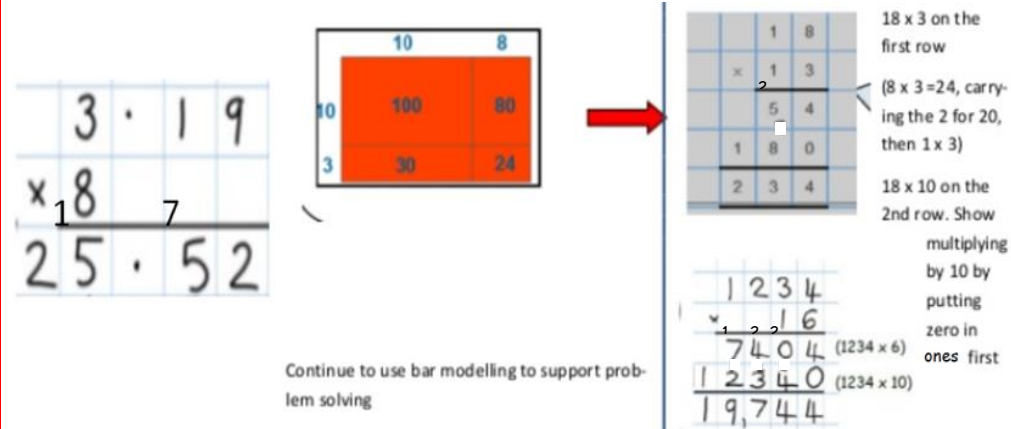 3 . 1 9
× 8
1 7
2 5 . 5 2
10 8
10 100 80
3 30 24
Continue to use bar modelling to support prob-
lem solving
1 8
× 1 3
2
5 4
1 8 0
2 3 4
18 x 3 on the
first row
(8 x 3 =24, carry-
ing the 2 for 20,
then 1 x 3)
18 x 10 on the
2nd row. Show
multiplying
by 10 by
putting
zero in
ones first
1 2 3 4
× 1 6
1 2 2
7 4 0 4 (1234 x 6)
1 2 3 4 0 (1234 x 10)
1 9,7 4 4